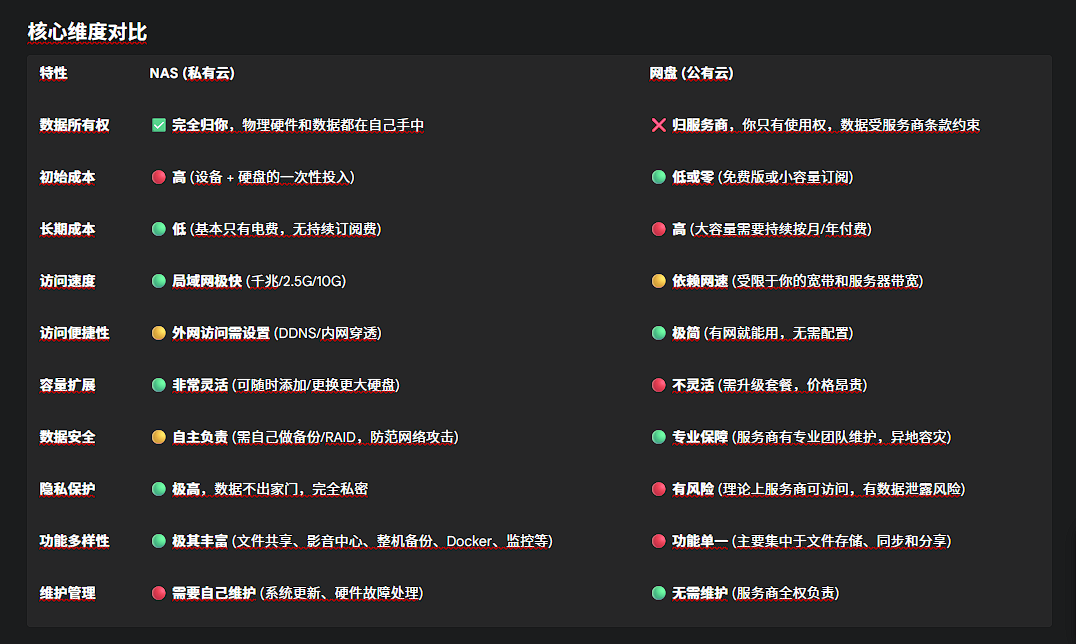 核心维度对比
特性 NAS (私有云) 网盘 (公有云)
数据所有权 ✅ 完全归你，物理硬件和数据都在自己手中 ❌ 归服务商，你只有使用权，数据受服务商条款约束
初始成本 🔴 高 (设备 + 硬盘的一次性投入) 🟢 低或零 (免费版或小容量订阅)
长期成本 🟢 低 (基本只有电费，无持续订阅费) 🔴 高 (大容量需要持续按月/年付费)
访问速度 🟢 局域网极快 (千兆/2.5G/10G) 🟡 依赖网速 (受限于你的宽带和服务器带宽)
访问便捷性 🟡 外网访问需设置 (DDNS/内网穿透) 🟢 极简 (有网就能用，无需配置)
容量扩展 🟢 非常灵活 (可随时添加/更换更大硬盘) 🔴 不灵活 (需升级套餐，价格昂贵)
数据安全 🟡 自主负责 (需自己做备份/RAID，防范网络攻击) 🟢 专业保障 (服务商有专业团队维护，异地容灾)
隐私保护 🟢 极高，数据不出家门，完全私密 🔴 有风险 (理论上服务商可访问，有数据泄露风险)
功能多样性 🟢 极其丰富 (文件共享、影音中心、整机备份、Docker、监控等) 🔴 功能单一 (主要集中于文件存储、同步和分享)
维护管理 🔴 需要自己维护 (系统更新、硬件故障处理) 🟢 无需维护 (服务商全权负责)